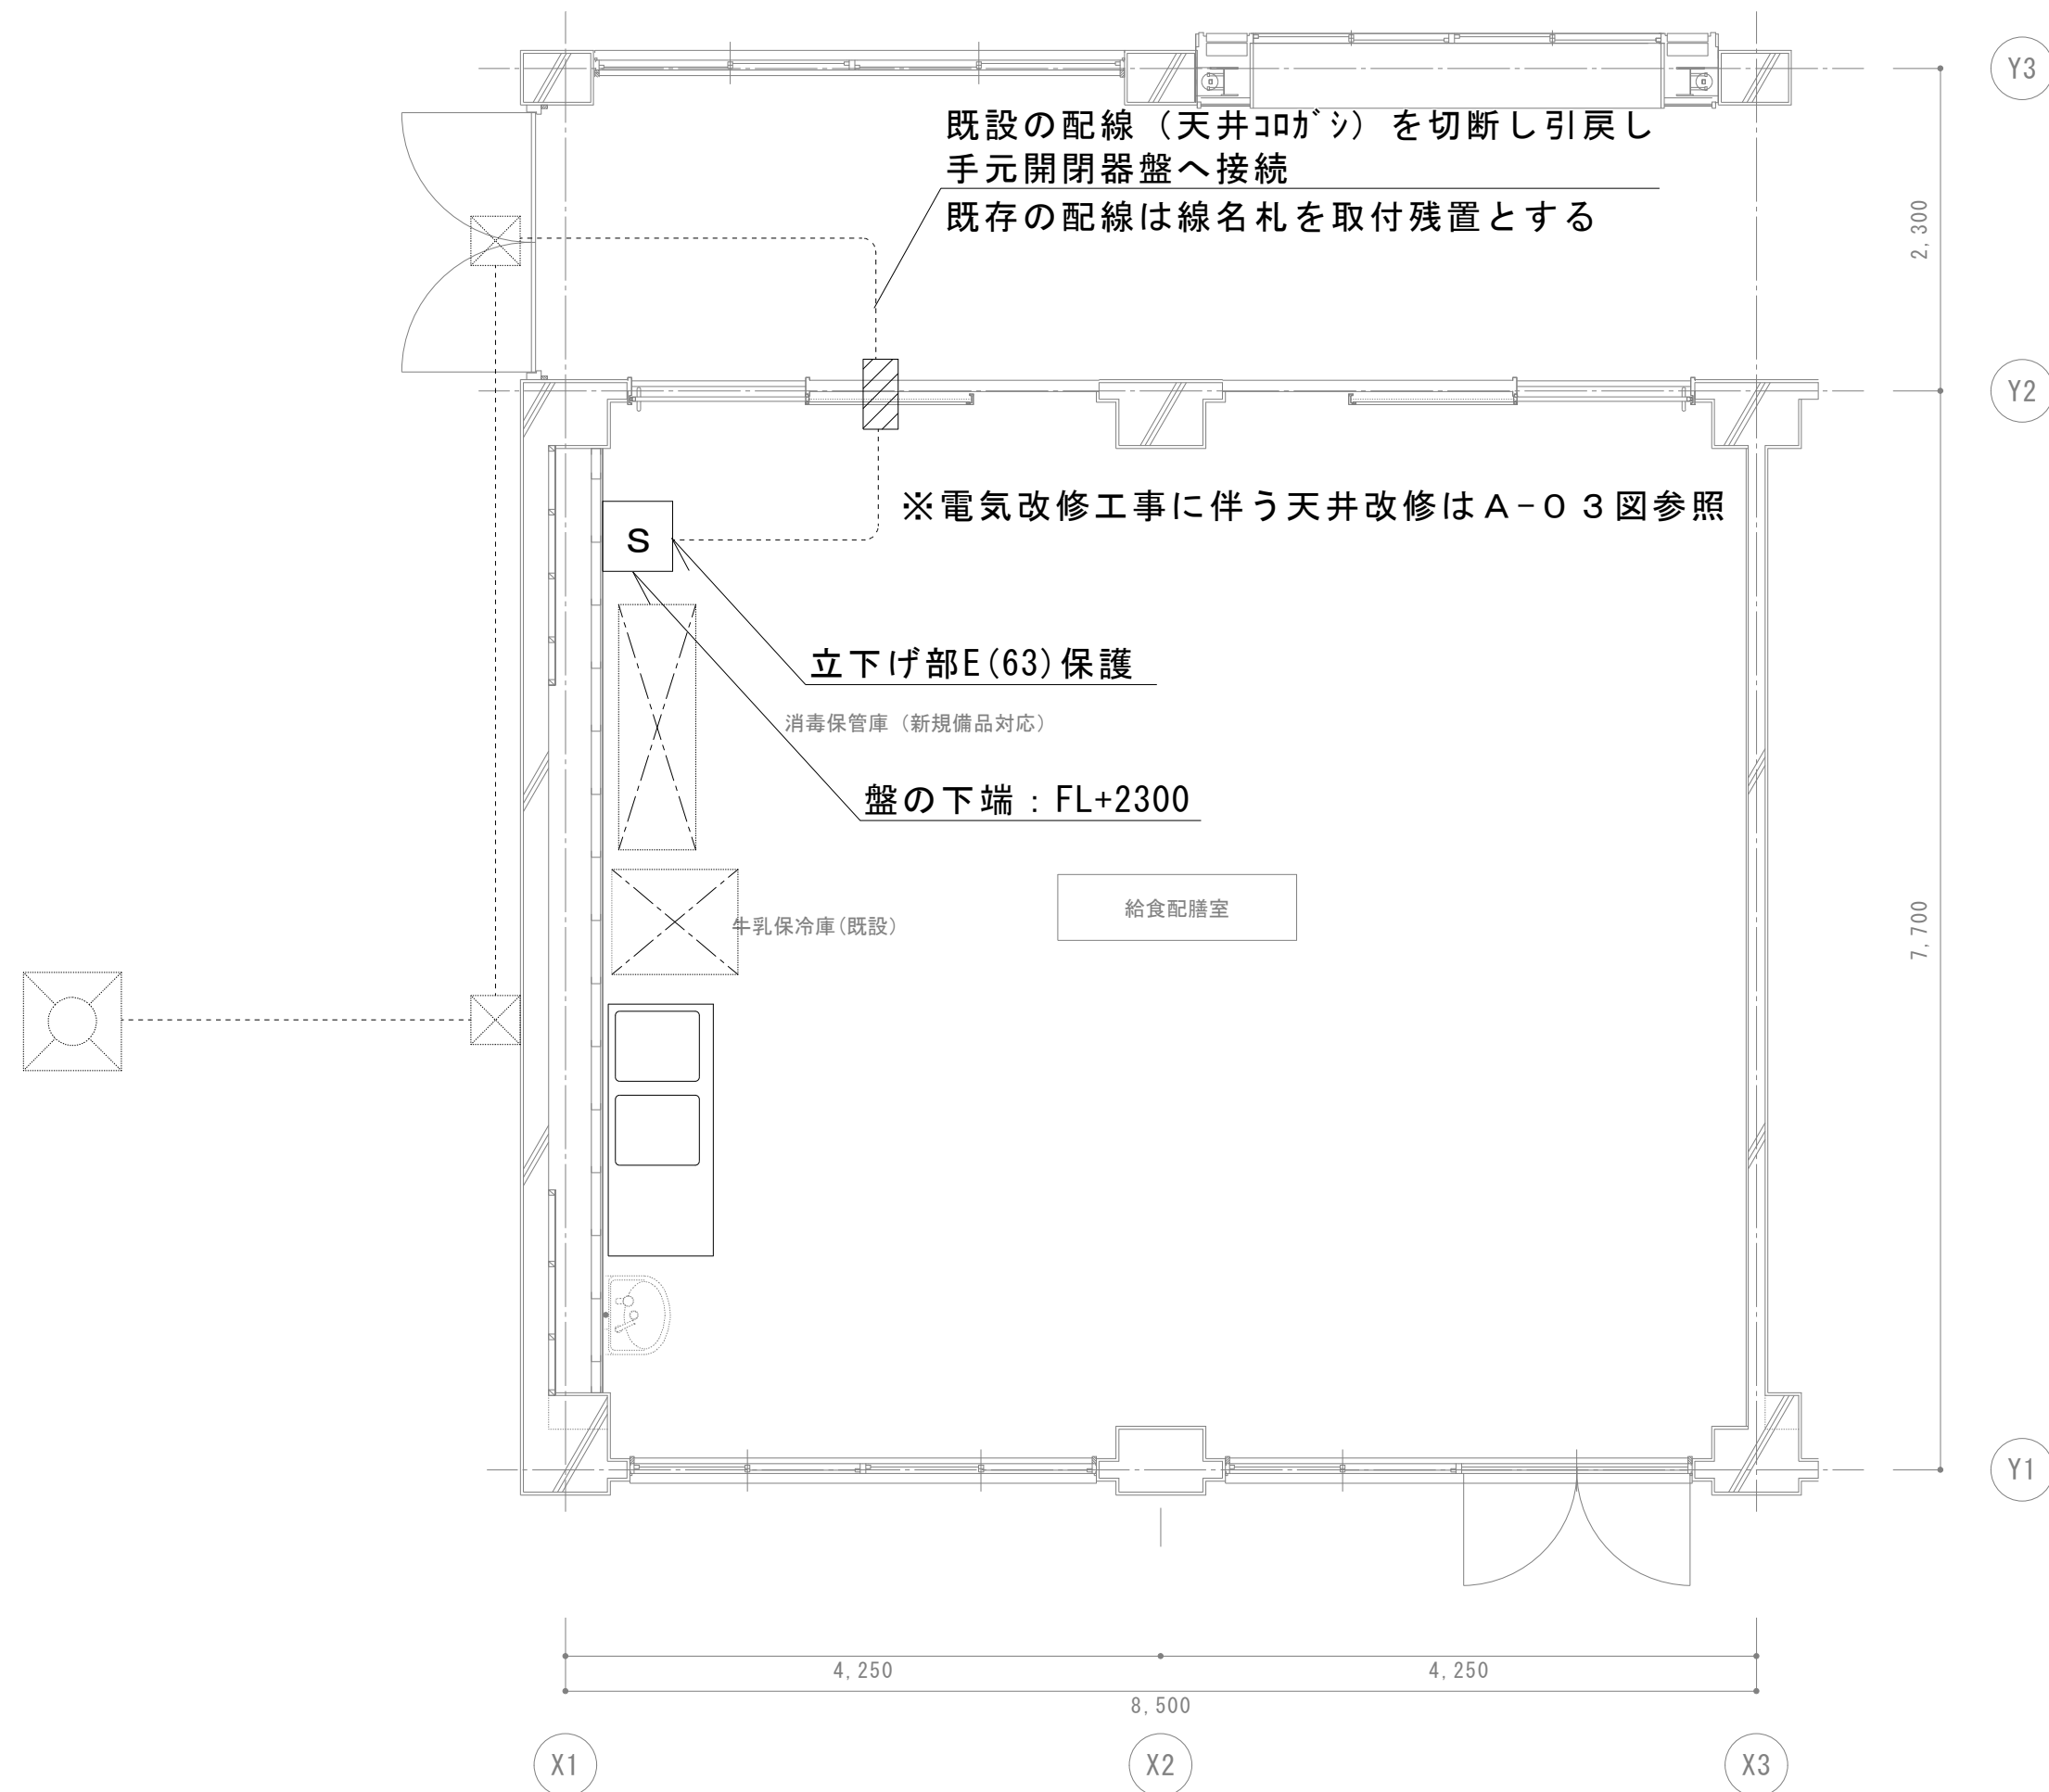 Y3
既設の配線（天井ｺﾛｶﾞｼ）を切断し引戻し
手元開閉器盤へ接続
既存の配線は線名札を取付残置とする
2,300
Y2
※電気改修工事に伴う天井改修はＡ−０３図参照
S
立下げ部E(63)保護
消毒保管庫（新規備品対応）
盤の下端：FL+2300
給食配膳室
牛乳保冷庫(既設)
7,700
Y1
4,250
4,250
8,500
X1
X2
X3